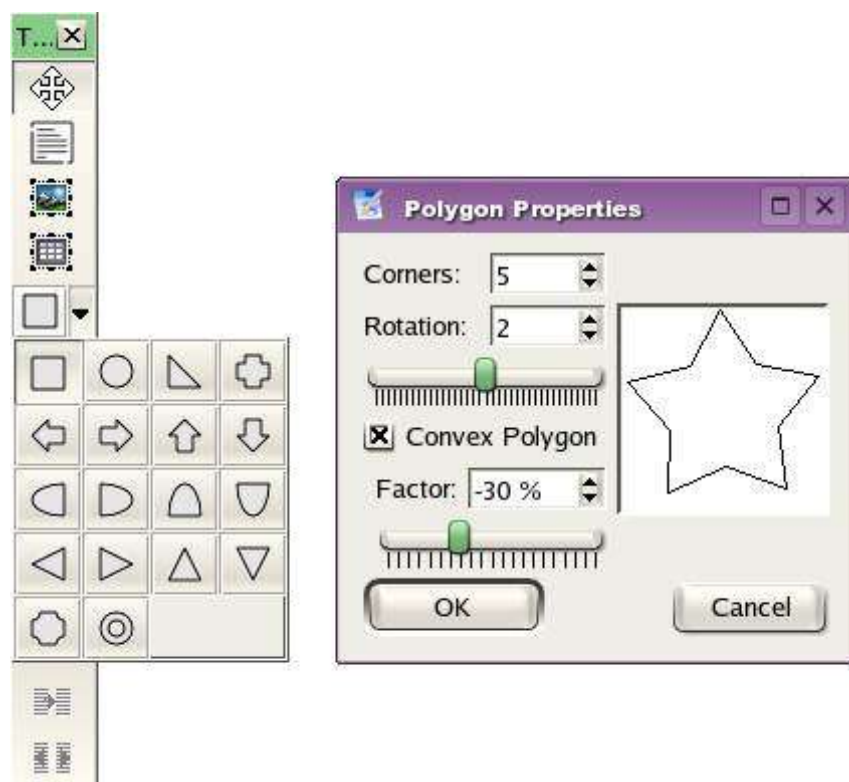 T...
Polygon Properties
Corners: 5
Rotation: 2
Convex Polygon
Factor: -30 %
OK Cancel